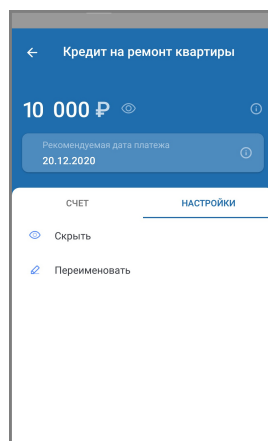 Кредит на ремонт квартиры
10 000 ₽
Рекомендуемая дата платежа
20.12.2020
СЧЕТ
НАСТРОЙКИ
Скрыть
Переименовать